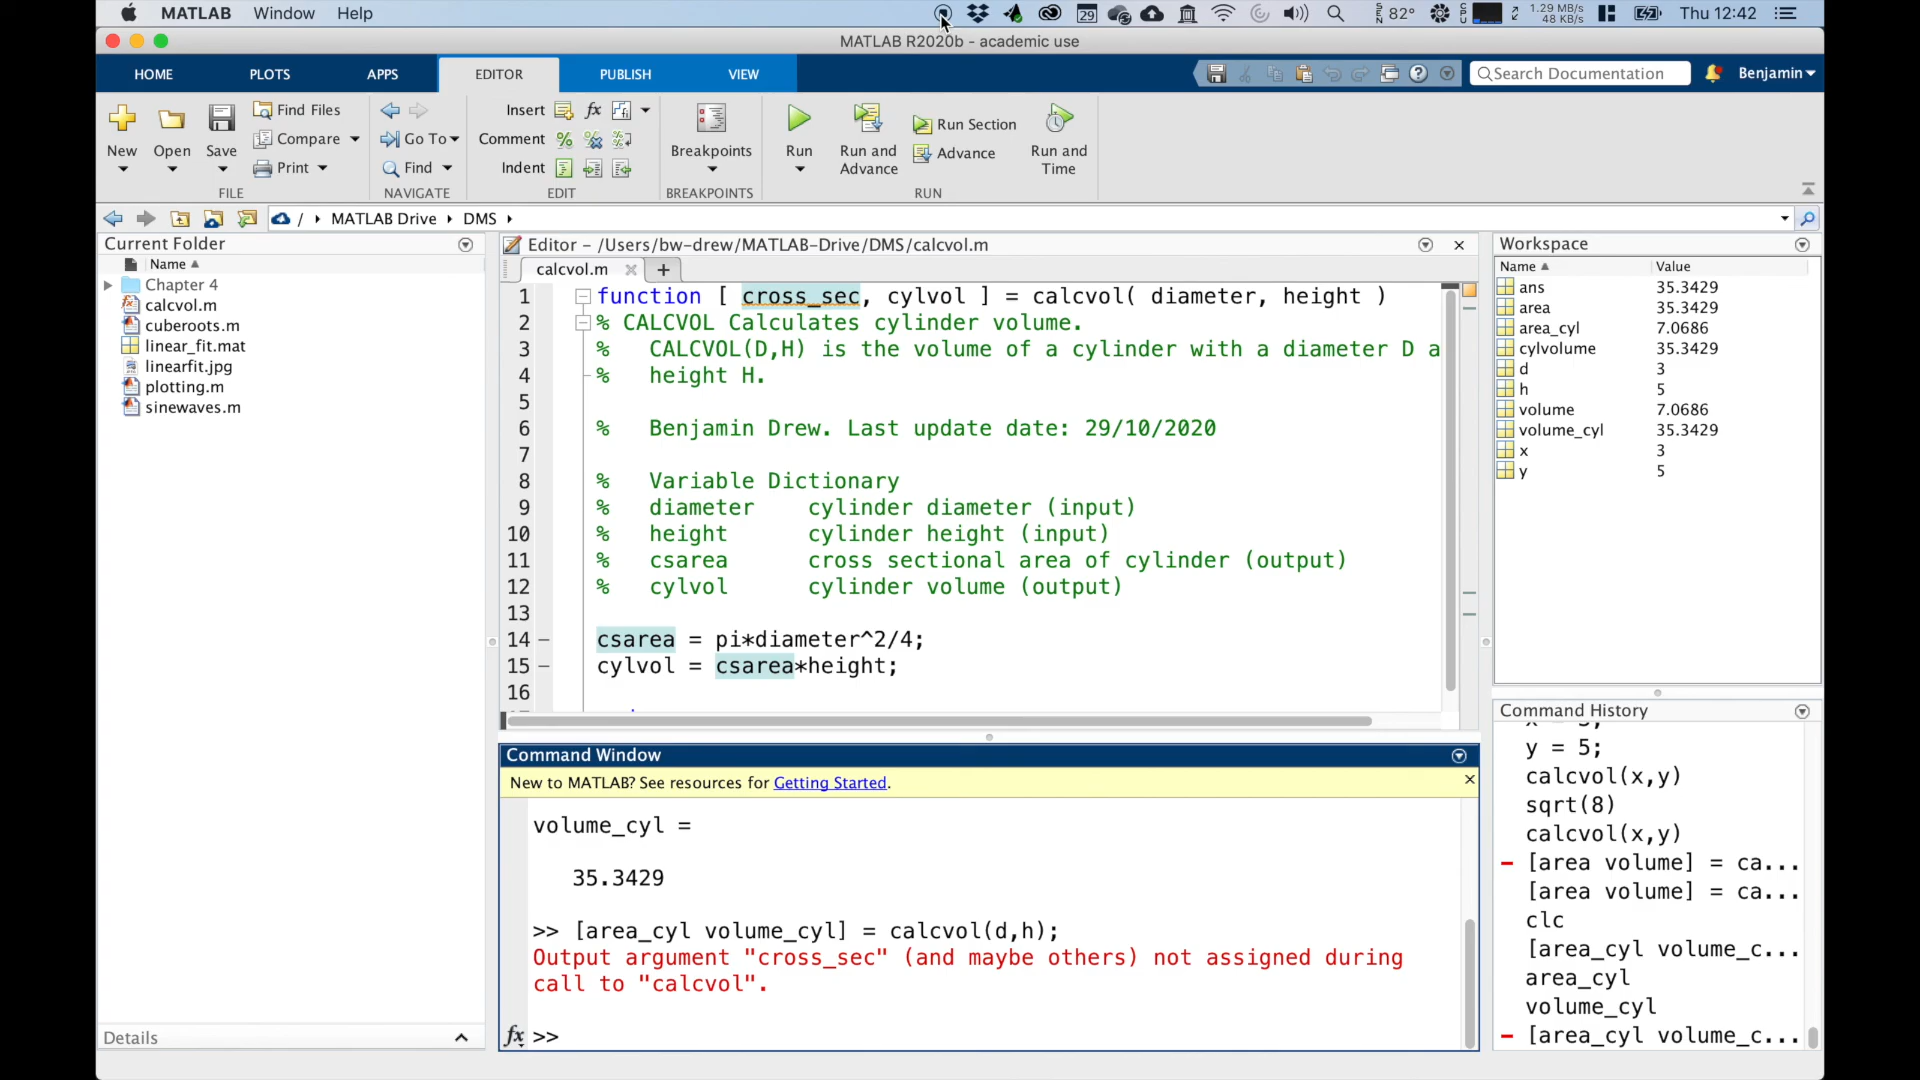 MATLAB Window Help
29
SEN 82°
CPU
1.29 MB/s
48 KB/s
Thu 12:42
MATLAB R2020b - academic use
HOME PLOTS APPS EDITOR PUBLISH VIEW
Search Documentation
Benjamin
New
Open
Save
Find Files
Compare
Print
FILE
Go To
Find
NAVIGATE
Insert fx
Comment
Indent
EDIT
Breakpoints
BREAKPOINTS
Run
Run and
Advance
Run Section
Advance
Run and
Time
RUN
/ MATLAB Drive DMS
Current Folder
Name
Chapter 4
calcvol.m
cuberoots.m
linear_fit.mat
linearfit.jpg
plotting.m
sinewaves.m
Details
Editor - /Users/bw-drew/MATLAB-Drive/DMS/calcvol.m
calcvol.m
1 function [ cross_sec, cylvol ] = calcvol( diameter, height )
2 % CALCVOL Calculates cylinder volume.
3 %   CALCVOL(D,H) is the volume of a cylinder with a diameter D a
4 %   height H.
5
6 %   Benjamin Drew. Last update date: 29/10/2020
7
8 %   Variable Dictionary
9 %   diameter    cylinder diameter (input)
10 %   height      cylinder height (input)
11 %   csarea      cross sectional area of cylinder (output)
12 %   cylvol      cylinder volume (output)
13
14 csarea = pi*diameter^2/4;
15 cylvol = csarea*height;
16
Command Window
New to MATLAB? See resources for Getting Started.
volume_cyl =
35.3429
>> [area_cyl volume_cyl] = calcvol(d,h);
Output argument "cross_sec" (and maybe others) not assigned during
call to "calcvol".
fx >>
Workspace
Name Value
ans 35.3429
area 35.3429
area_cyl 7.0686
cylvolume 35.3429
d 3
h 5
volume 7.0686
volume_cyl 35.3429
x 3
y 5
Command History
y = 5;
calcvol(x,y)
sqrt(8)
calcvol(x,y)
[area volume] = ca...
[area volume] = ca...
clc
[area_cyl volume_c...
area_cyl
volume_cyl
[area_cyl volume_c...